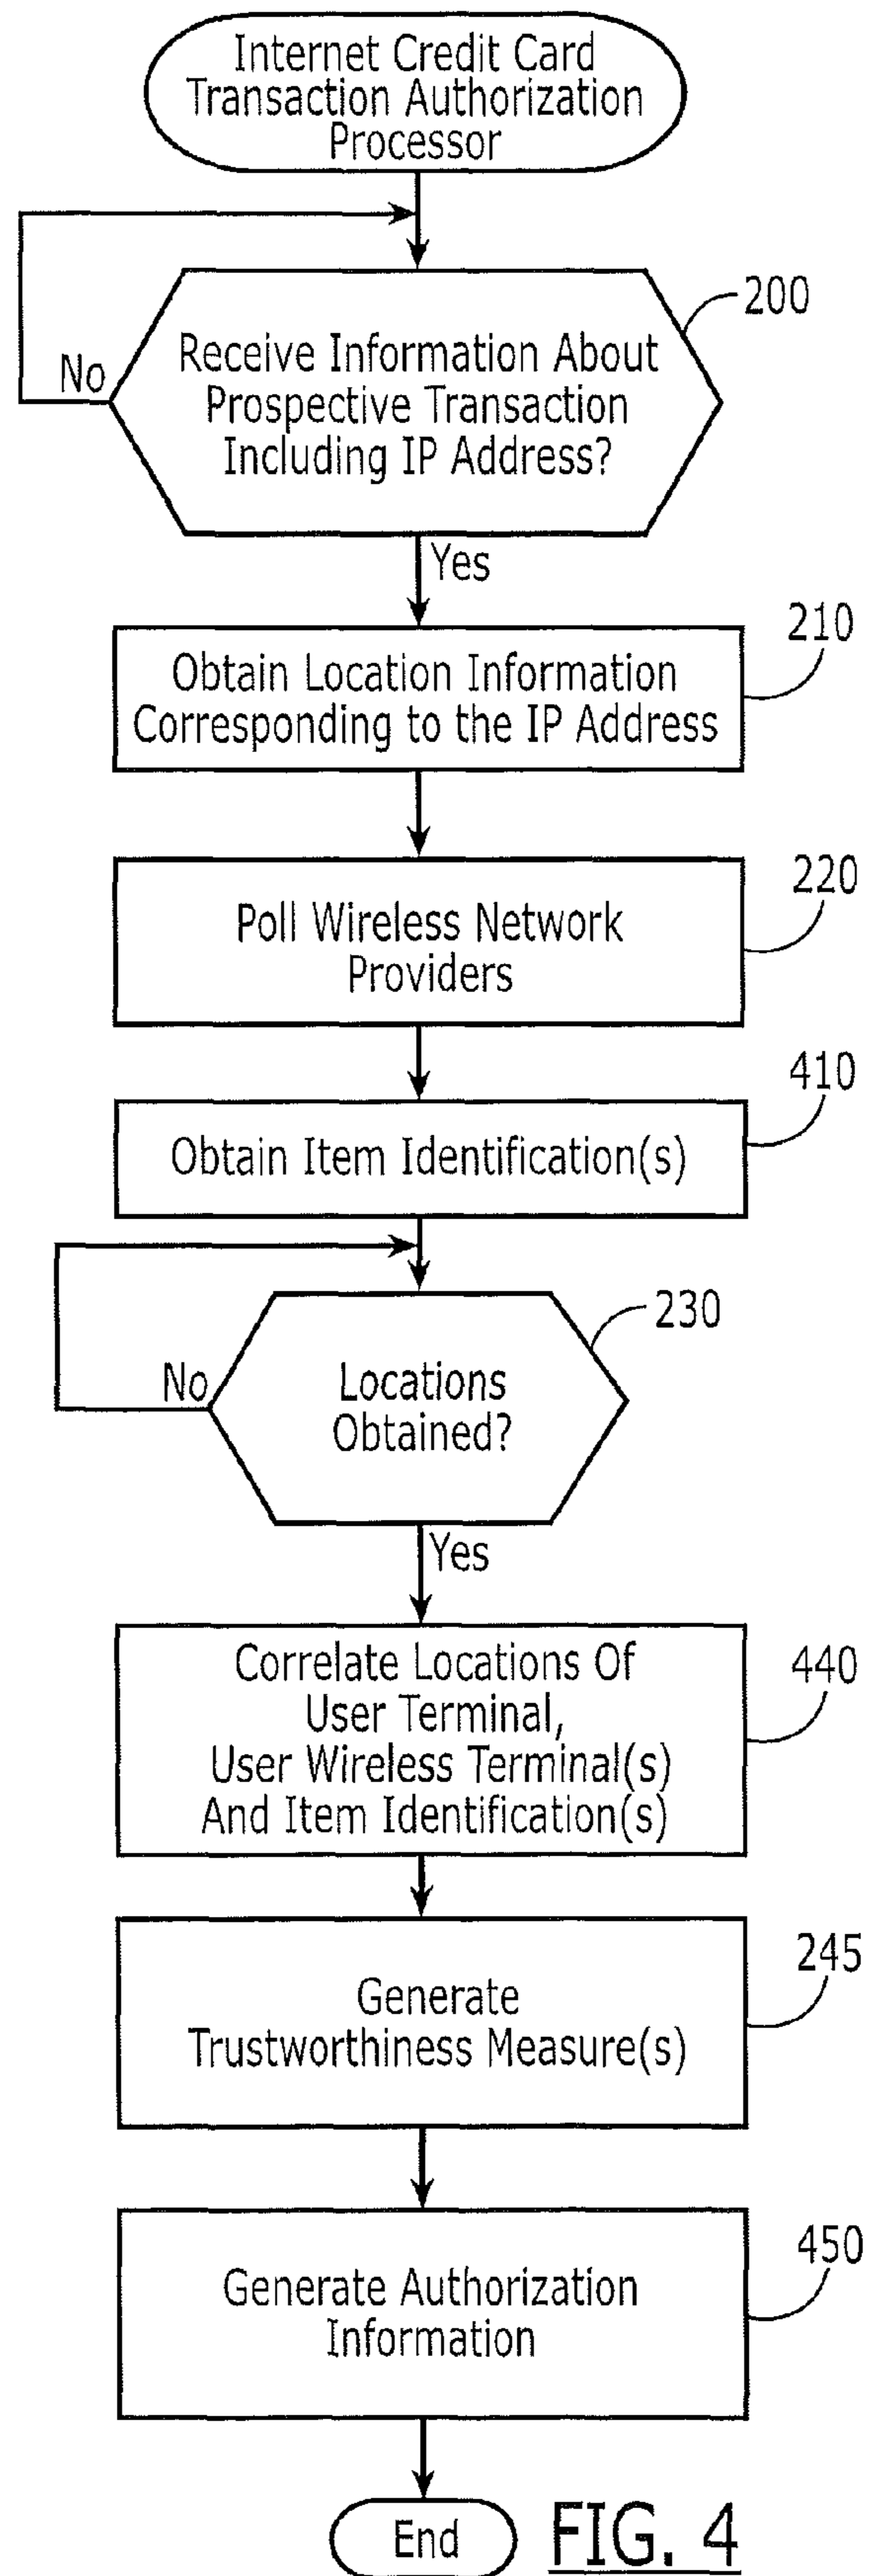 Internet Credit Card
Transaction Authorization
Processor
200
Receive Information About
Prospective Transaction
Including IP Address?
No
Yes
210
Obtain Location Information
Corresponding to the IP Address
220
Poll Wireless Network
Providers
410
Obtain Item Identification(s)
230
Locations
Obtained?
No
Yes
440
Correlate Locations Of
User Terminal,
User Wireless Terminal(s)
And Item Identification(s)
245
Generate
Trustworthiness Measure(s)
450
Generate Authorization
Information
End
FIG. 4